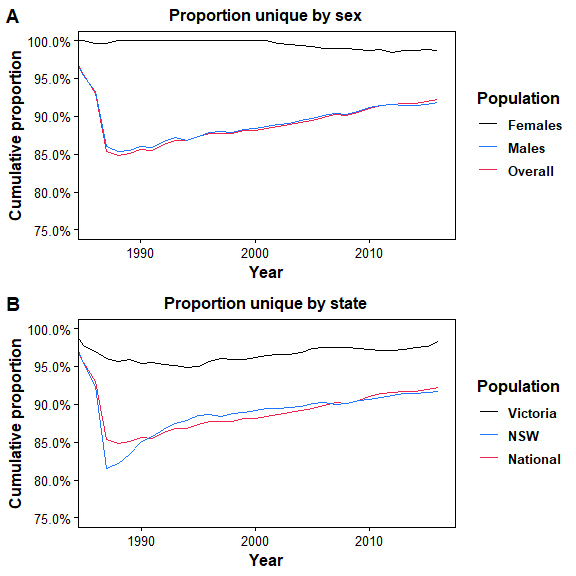 A
Proportion unique by sex
Cumulative proportion
100.0%
95.0%
90.0%
85.0%
80.0%
75.0%
1990
2000
2010
Year
Population
Females
Males
Overall
B
Proportion unique by state
Cumulative proportion
100.0%
95.0%
90.0%
85.0%
80.0%
75.0%
1990
2000
2010
Year
Population
Victoria
NSW
National